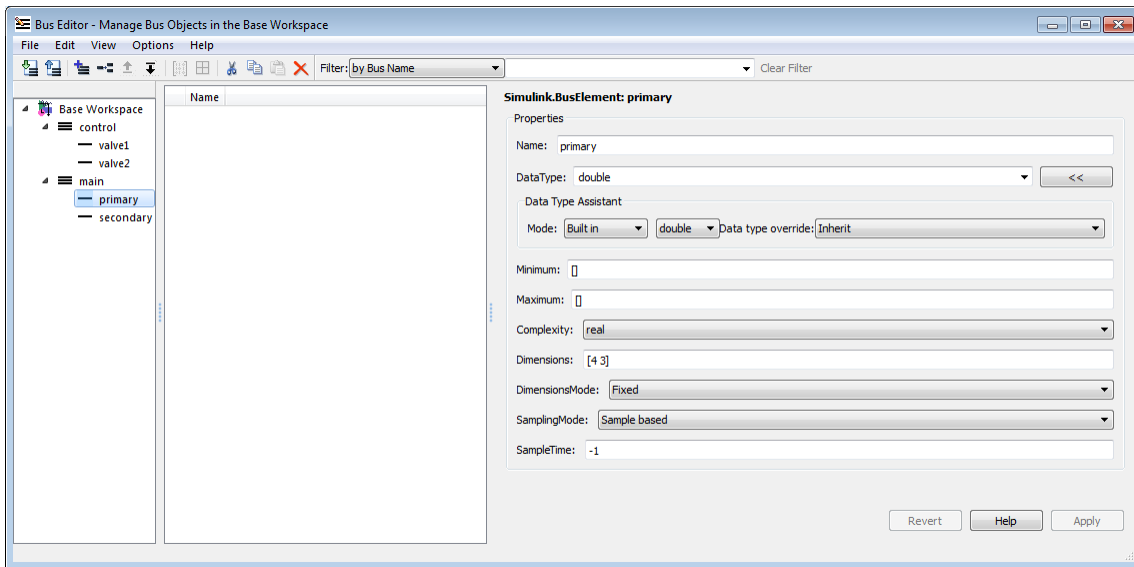 Bus Editor - Manage Bus Objects in the Base Workspace
File Edit View Options Help
Filter: by Bus Name Clear Filter
Base Workspace
control
valve1
valve2
main
primary
secondary
Name
Simulink.BusElement: primary
Properties
Name: primary
DataType: double <<
Data Type Assistant
Mode: Built in double Data type override: Inherit
Minimum: []
Maximum: []
Complexity: real
Dimensions: [4 3]
DimensionsMode: Fixed
SamplingMode: Sample based
SampleTime: -1
Revert Help Apply